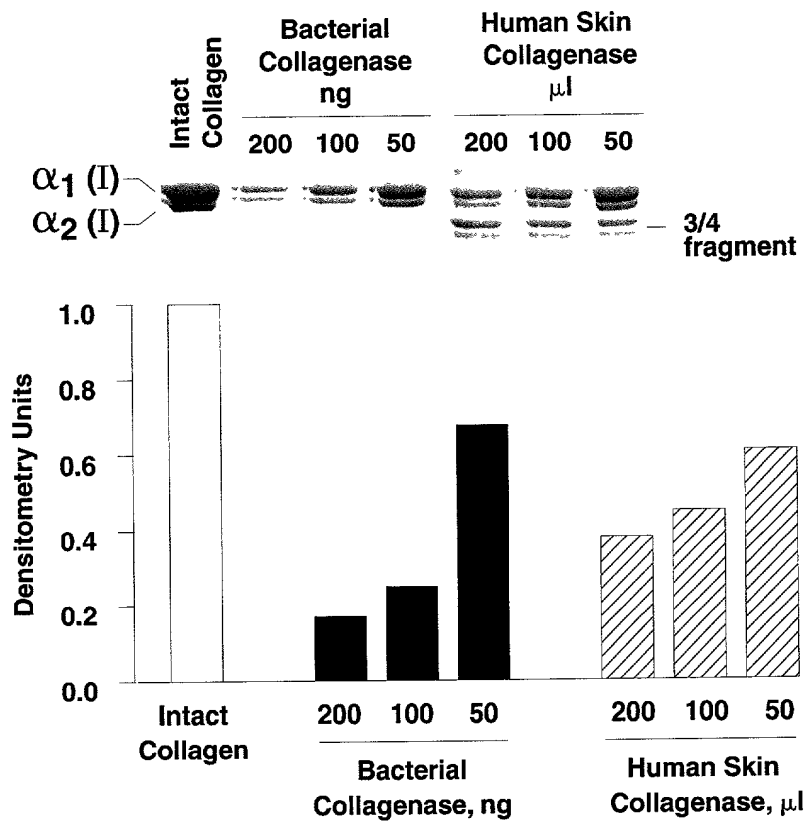 Intact
Collagen
Bacterial
Collagenase
ng
Human Skin
Collagenase
μl
200 100 50
200 100 50
α1 (I)
α2 (I)
3/4
fragment
Densitometry Units
1.0
0.8
0.6
0.4
0.2
0.0
Intact
Collagen
200 100 50
Bacterial
Collagenase, ng
200 100 50
Human Skin
Collagenase, μl